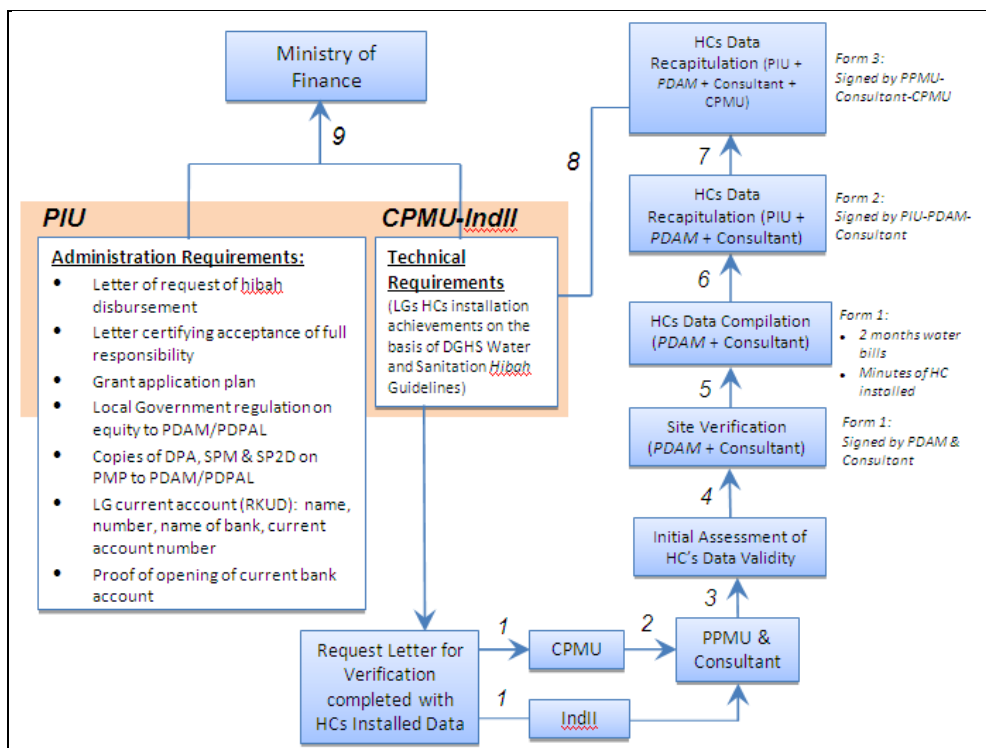 Ministry of
Finance
9
PIU
CPMU-IndII
Administration Requirements:
• Letter of request of hibah
disbursement
• Letter certifying acceptance of full
responsibility
• Grant application plan
• Local Government regulation on
equity to PDAM/PDPAL
• Copies of DPA, SPM & SP2D on
PMP to PDAM/PDPAL
• LG current account (RKUD): name,
number, name of bank, current
account number
• Proof of opening of current bank
account
Technical
Requirements
(LGs HCs installation
achievements on the
basis of DGHS Water
and Sanitation Hibah
Guidelines)
Request Letter for
Verification
completed with
HCs Installed Data
1
CPMU
2
1
IndII
PPMU &
Consultant
3
Initial Assessment of
HC's Data Validity
4
Site Verification
(PDAM + Consultant)
Form 1:
Signed by PDAM &
Consultant
5
HCs Data Compilation
(PDAM + Consultant)
Form 1:
• 2 months water
bills
• Minutes of HC
installed
6
HCs Data
Recapitulation (PIU +
PDAM + Consultant)
Form 2:
Signed by PIU-PDAM-
Consultant
7
HCs Data
Recapitulation (PIU +
PDAM + Consultant +
CPMU)
Form 3:
Signed by PPMU-
Consultant-CPMU
8